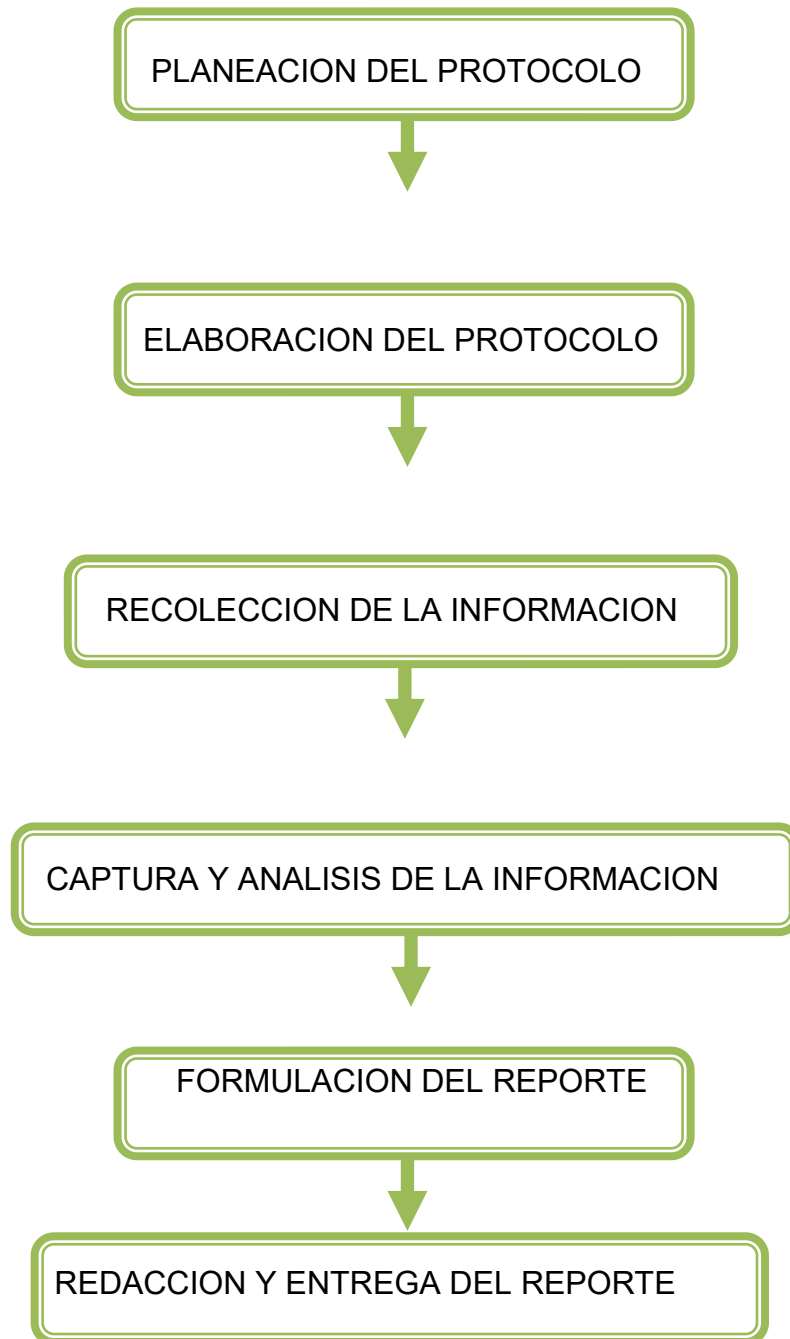 PLANEACION DEL PROTOCOLO
ELABORACION DEL PROTOCOLO
RECOLECCION DE LA INFORMACION
CAPTURA Y ANALISIS DE LA INFORMACION
FORMULACION DEL REPORTE
REDACCION Y ENTREGA DEL REPORTE